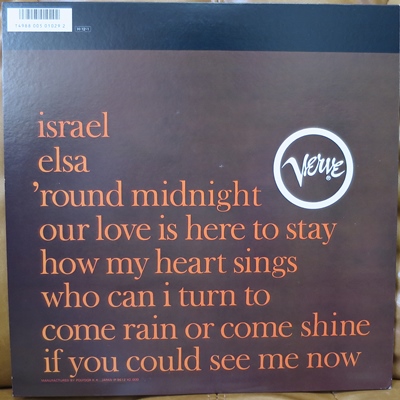 israel
elsa
Verve
'round midnight
our love is here to stay
how my heart sings
who can i turn to
come rain or come shine
if you could see me now